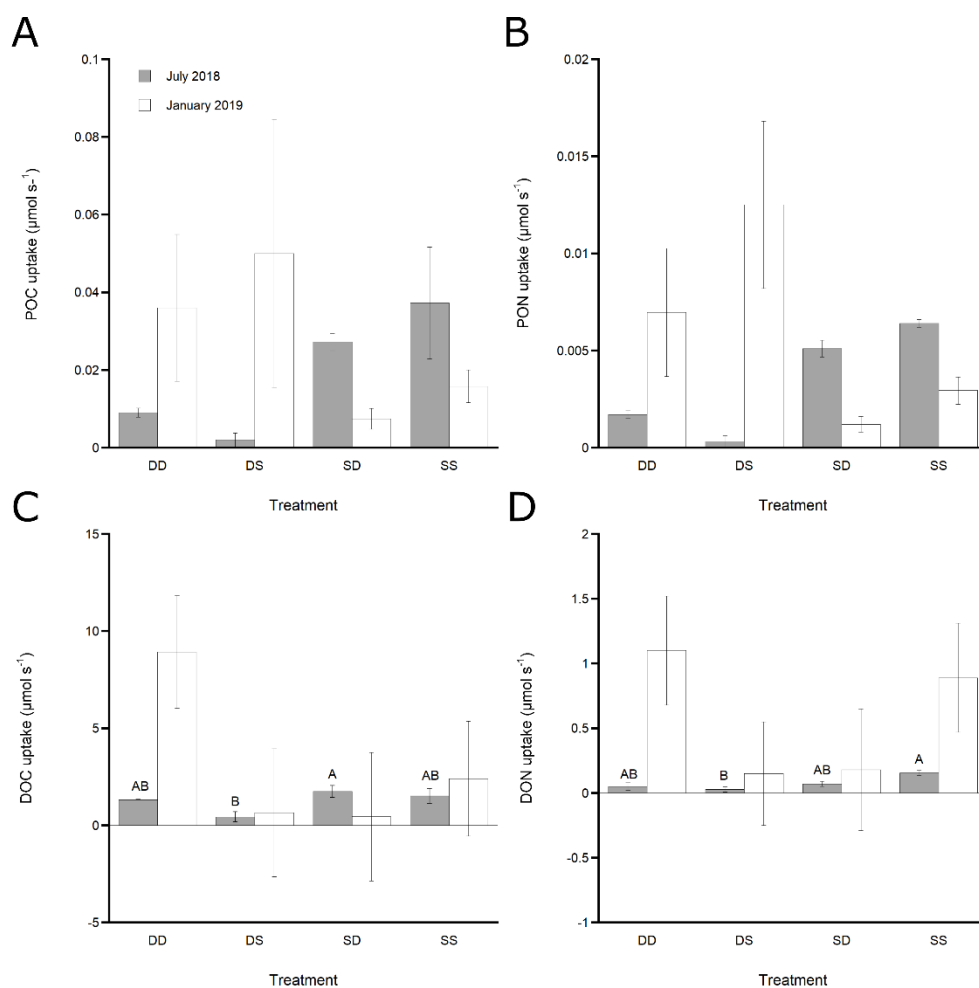 A
0.1
0.08
0.06
0.04
0.02
0
POC uptake (µmol s-¹)
July 2018
January 2019
DD DS SD SS
Treatment
B
0.02
0.015
0.01
0.005
0
PON uptake (µmol s⁻¹)
DD DS SD SS
Treatment
C
15
10
5
0
-5
DOC uptake (µmol s⁻¹)
AB B A AB
DD DS SD SS
Treatment
D
2
1.5
1
0.5
0
-0.5
-1
DON uptake (µmol s⁻¹)
AB B AB A
DD DS SD SS
Treatment